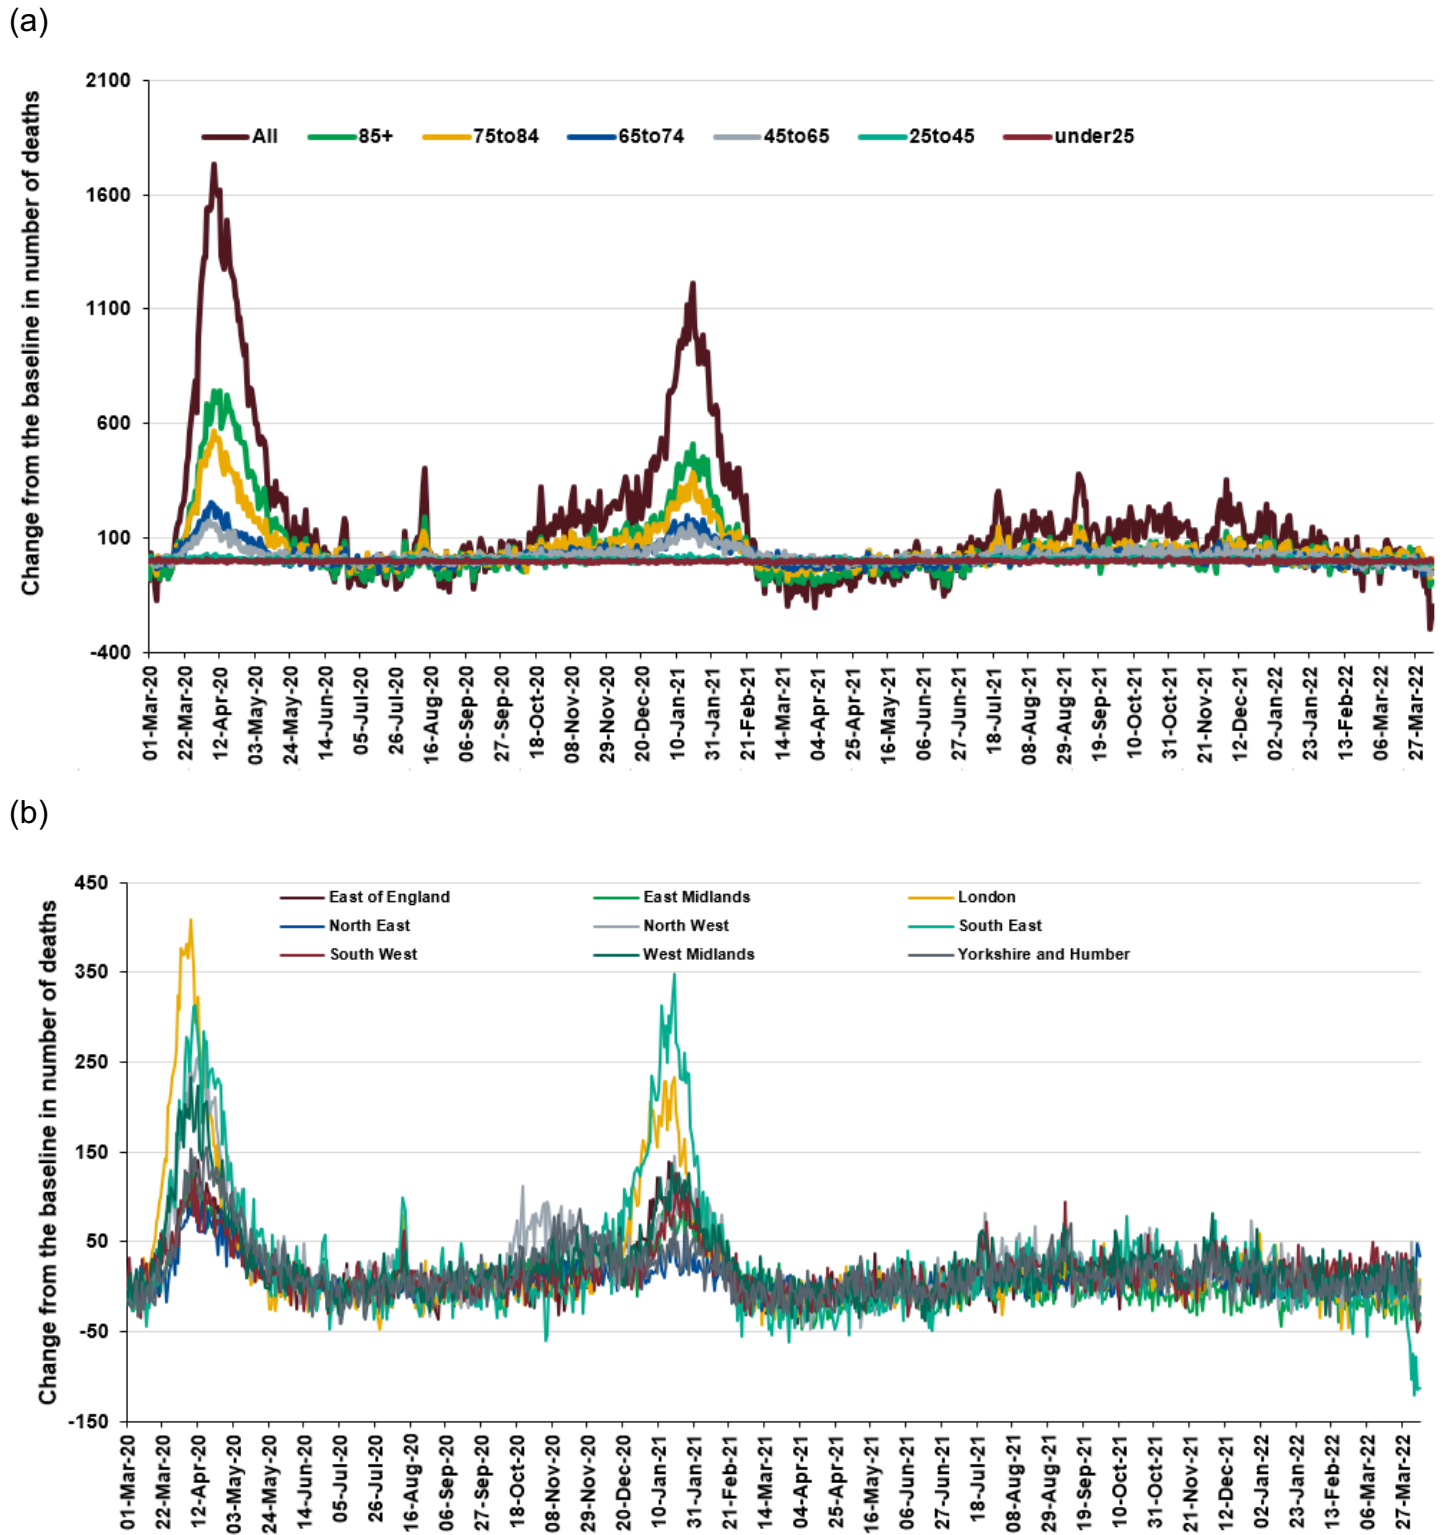 (a)
Change from the baseline in number of deaths
2100
1600
1100
600
100
-400
All 85+ 75to84 65to74 45to65 25to45 under25
01-Mar-20 22-Mar-20 12-Apr-20 03-May-20 24-May-20 14-Jun-20 05-Jul-20 26-Jul-20 16-Aug-20 06-Sep-20 27-Sep-20 18-Oct-20 08-Nov-20 29-Nov-20 20-Dec-20 10-Jan-21 31-Jan-21 21-Feb-21 14-Mar-21 04-Apr-21 25-Apr-21 16-May-21 06-Jun-21 27-Jun-21 18-Jul-21 08-Aug-21 29-Aug-21 19-Sep-21 10-Oct-21 31-Oct-21 21-Nov-21 12-Dec-21 02-Jan-22 23-Jan-22 13-Feb-22 06-Mar-22 27-Mar-22
(b)
Change from the baseline in number of deaths
450
350
250
150
50
-50
-150
East of England East Midlands London
North East North West South East
South West West Midlands Yorkshire and Humber
01-Mar-20 22-Mar-20 12-Apr-20 03-May-20 24-May-20 14-Jun-20 05-Jul-20 26-Jul-20 16-Aug-20 06-Sep-20 27-Sep-20 18-Oct-20 08-Nov-20 29-Nov-20 20-Dec-20 10-Jan-21 31-Jan-21 21-Feb-21 14-Mar-21 04-Apr-21 25-Apr-21 16-May-21 06-Jun-21 27-Jun-21 18-Jul-21 08-Aug-21 29-Aug-21 19-Sep-21 10-Oct-21 31-Oct-21 21-Nov-21 12-Dec-21 02-Jan-22 23-Jan-22 13-Feb-22 06-Mar-22 27-Mar-22